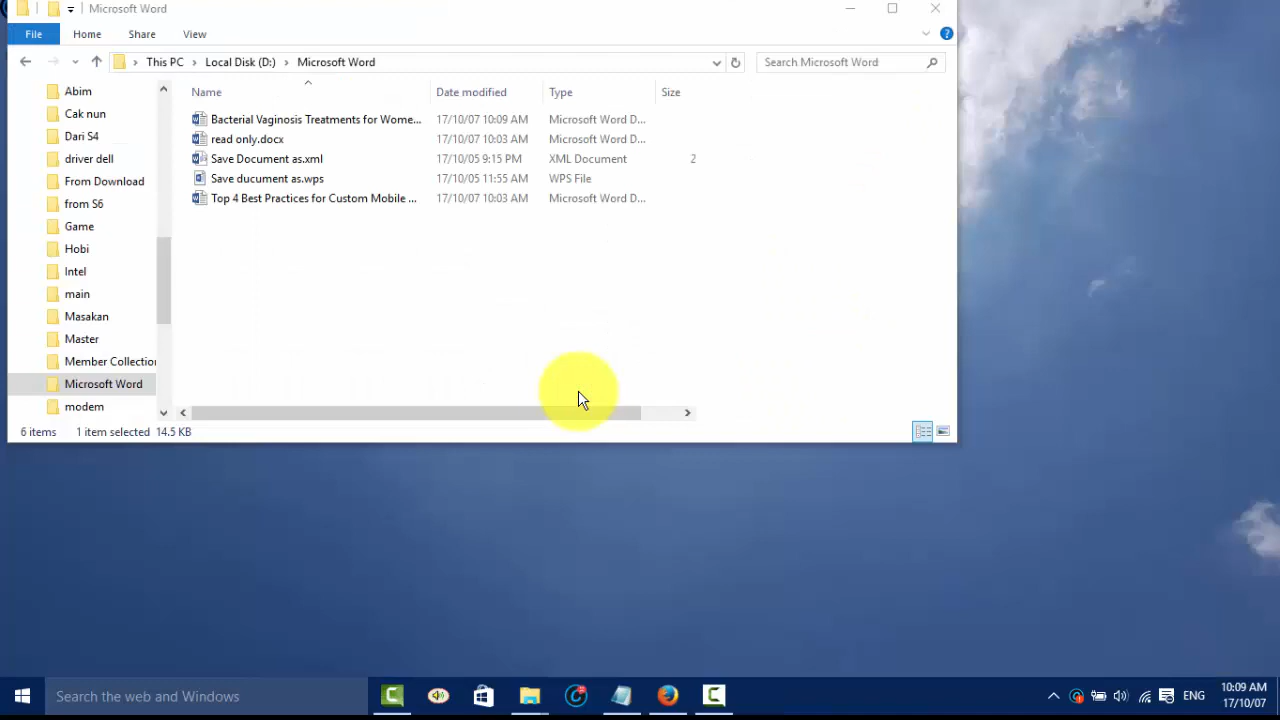 Microsoft Word
File Home Share View
This PC Local Disk (D:) Microsoft Word
Search Microsoft Word
Name Date modified Type Size
Bacterial Vaginosis Treatments for Wome... 17/10/07 10:09 AM Microsoft Word D...
read only.docx 17/10/07 10:03 AM Microsoft Word D...
Save Document as.xml 17/10/05 9:15 PM XML Document 2
Save ducument as.wps 17/10/05 11:55 AM WPS File
Top 4 Best Practices for Custom Mobile ... 17/10/07 10:03 AM Microsoft Word D...
Abim
Cak nun
Dari S4
driver dell
From Download
from S6
Game
Hobi
Intel
main
Masakan
Master
Member Collection
Microsoft Word
modem
6 items 1 item selected 14.5 KB
Search the web and Windows
ENG
10:09 AM
17/10/07